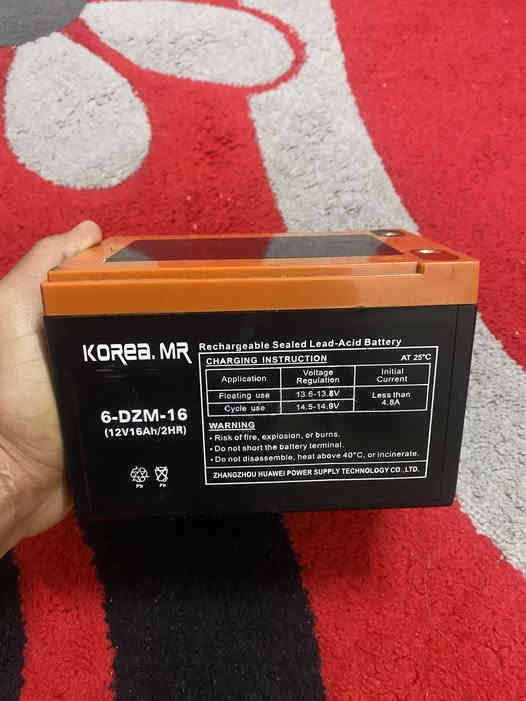 KOREA.MR
Rechargeable Sealed Lead-Acid Battery
CHARGING INSTRUCTION AT 25°C
Application Voltage Regulation Initial Current
Floating use 13.6-13.8V Less than 4.8A
Cycle use 14.5-14.9V
6-DZM-16
(12V16Ah/2HR)
WARNING
• Risk of fire, explosion, or burns.
• Do not short the battery terminal.
• Do not disassemble, heat above 40°C, or incinerate.
Pb Pb
ZHANGZHOU HUAWEI POWER SUPPLY TECHNOLOGY CO.,LTD.